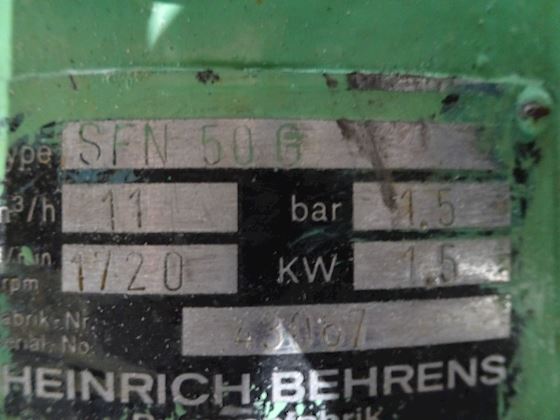 ype SFN 50 G
m³/h 11 bar 1.5
/min
rpm 1720 KW 1.5
abrik-Nr.
erial-No.
HEINRICH BEHRENS